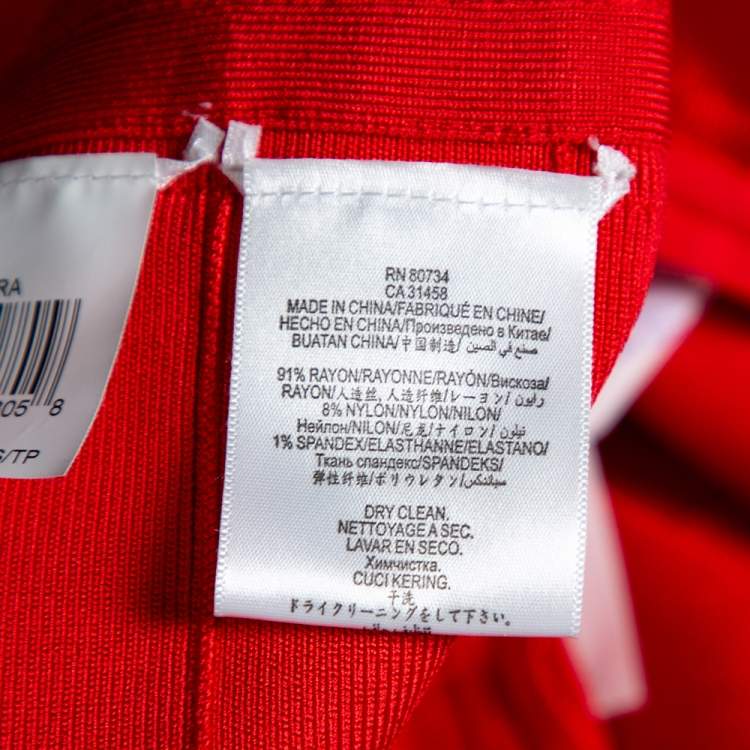 RA
05 8
S/TP
RN 80734
CA 31458
MADE IN CHINA/FABRIQUÉ EN CHINE/
HECHO EN CHINA/Произведено в Китае/
BUATAN CHINA/中国制造/صنع في الصين
91% RAYON/RAYONNE/RAYÓN/Вискоза/
RAYON/人造丝, 人造纤维/レーヨン/رايون
8% NYLON/NYLON/NILON/
Нейлон/NILON/尼龙/ナイロン/نيلون
1% SPANDEX/ELASTHANNE/ELASTANO/
Ткань спандекс/SPANDEKS/
弹性纤维/ポリウレタン/سباندكس
DRY CLEAN.
NETTOYAGE A SEC.
LAVAR EN SECO.
Химчистка.
CUCI KERING.
干洗
ドライクリーニングをして下さい。